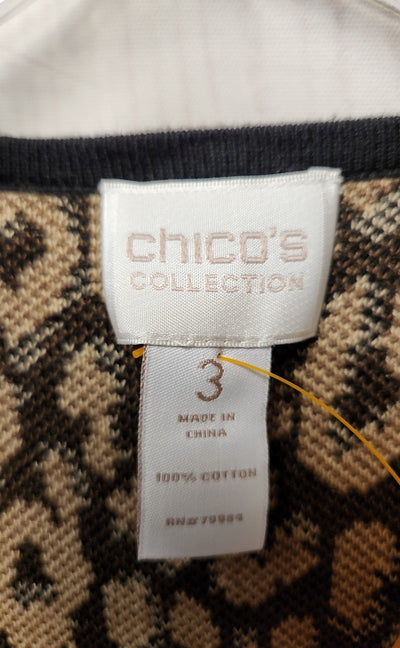 chico's
COLLECTION
3
MADE IN
CHINA
100% COTTON
RN# 79984